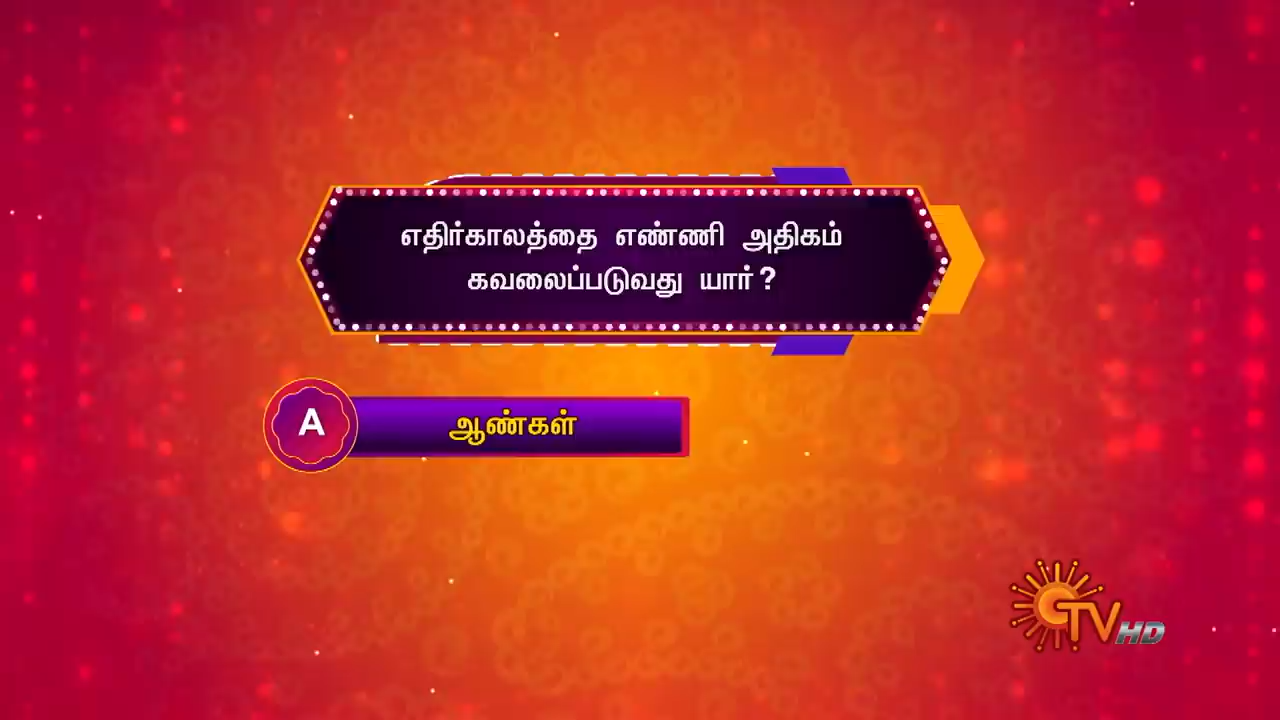 எதிர்காலத்தை எண்ணி அதிகம்
கவலைப்படுவது யார் ?
A ஆண்கள்
TV HD